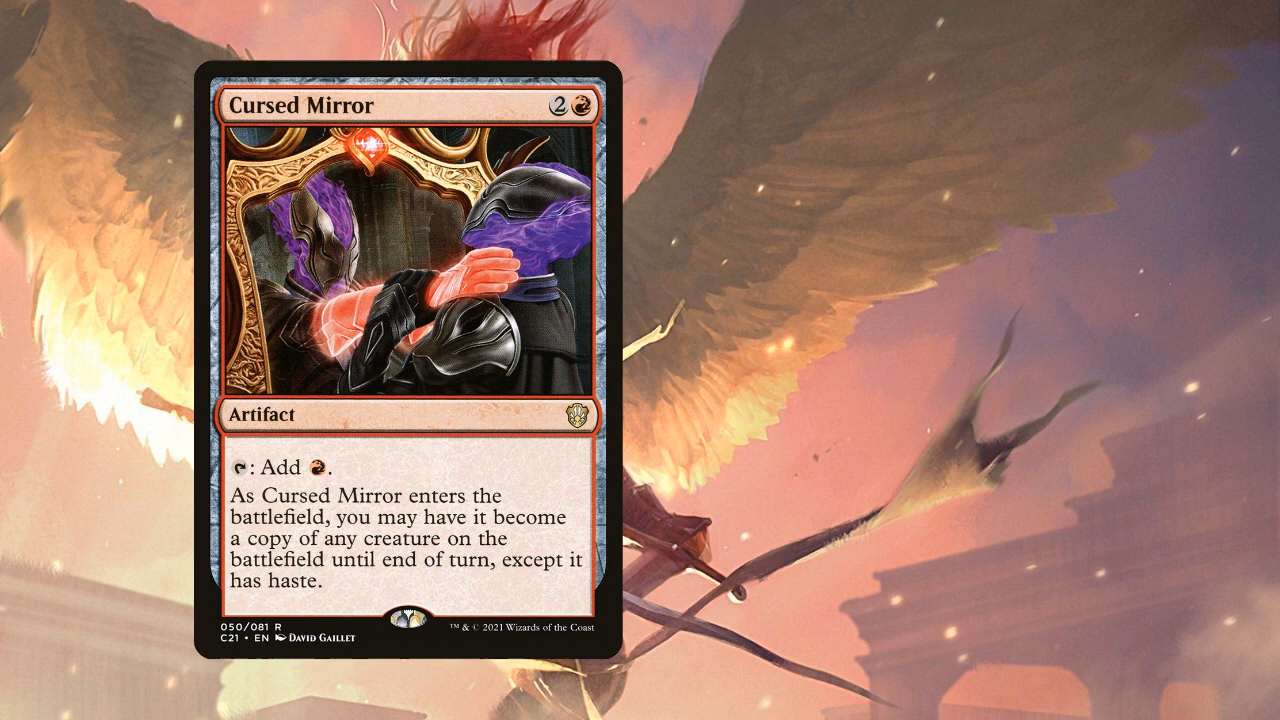 Cursed Mirror 2
Artifact
: Add .
As Cursed Mirror enters the
battlefield, you may have it become
a copy of any creature on the
battlefield until end of turn, except it
has haste.
050/081 R
C21 • EN DAVID GAILLET
™ & © 2021 Wizards of the Coast